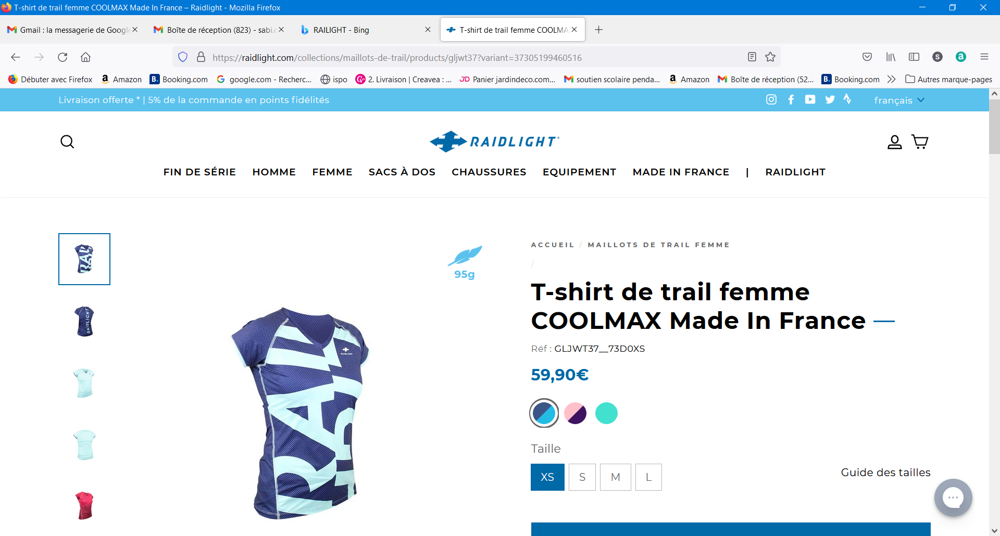 T-shirt de trail femme COOLMAX Made In France – Raidlight - Mozilla Firefox
Gmail : la messagerie de Google
Boîte de réception (823) - sabi.c
RAILIGHT - Bing
T-shirt de trail femme COOLMA
https://raidlight.com/collections/maillots-de-trail/products/gljwt37?variant=37305199460516
S
a
Débuter avec Firefox
Amazon
Booking.com
google.com - Recherc...
ispo
2. Livraison | Creavea : ...
Panier jardindeco.com...
soutien scolaire penda...
Amazon
Boîte de réception (52...
Booking.com
Autres marque-pages
Livraison offerte * | 5% de la commande en points fidélités
français
RAIDLIGHT
FIN DE SÉRIE HOMME FEMME SACS À DOS CHAUSSURES EQUIPEMENT MADE IN FRANCE | RAIDLIGHT
95g
RAIDLIGHT
ACCUEIL / MAILLOTS DE TRAIL FEMME
/
T-shirt de trail femme
COOLMAX Made In France —
Réf : GLJWT37__73D0XS
59,90€
Taille
XS S M L
Guide des tailles